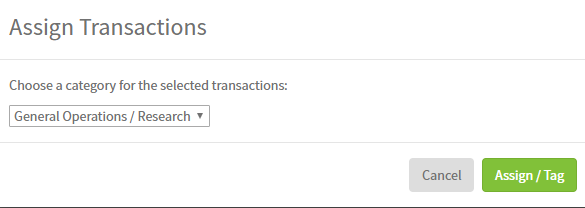 Assign Transactions
Choose a category for the selected transactions:
General Operations / Research
Cancel
Assign / Tag